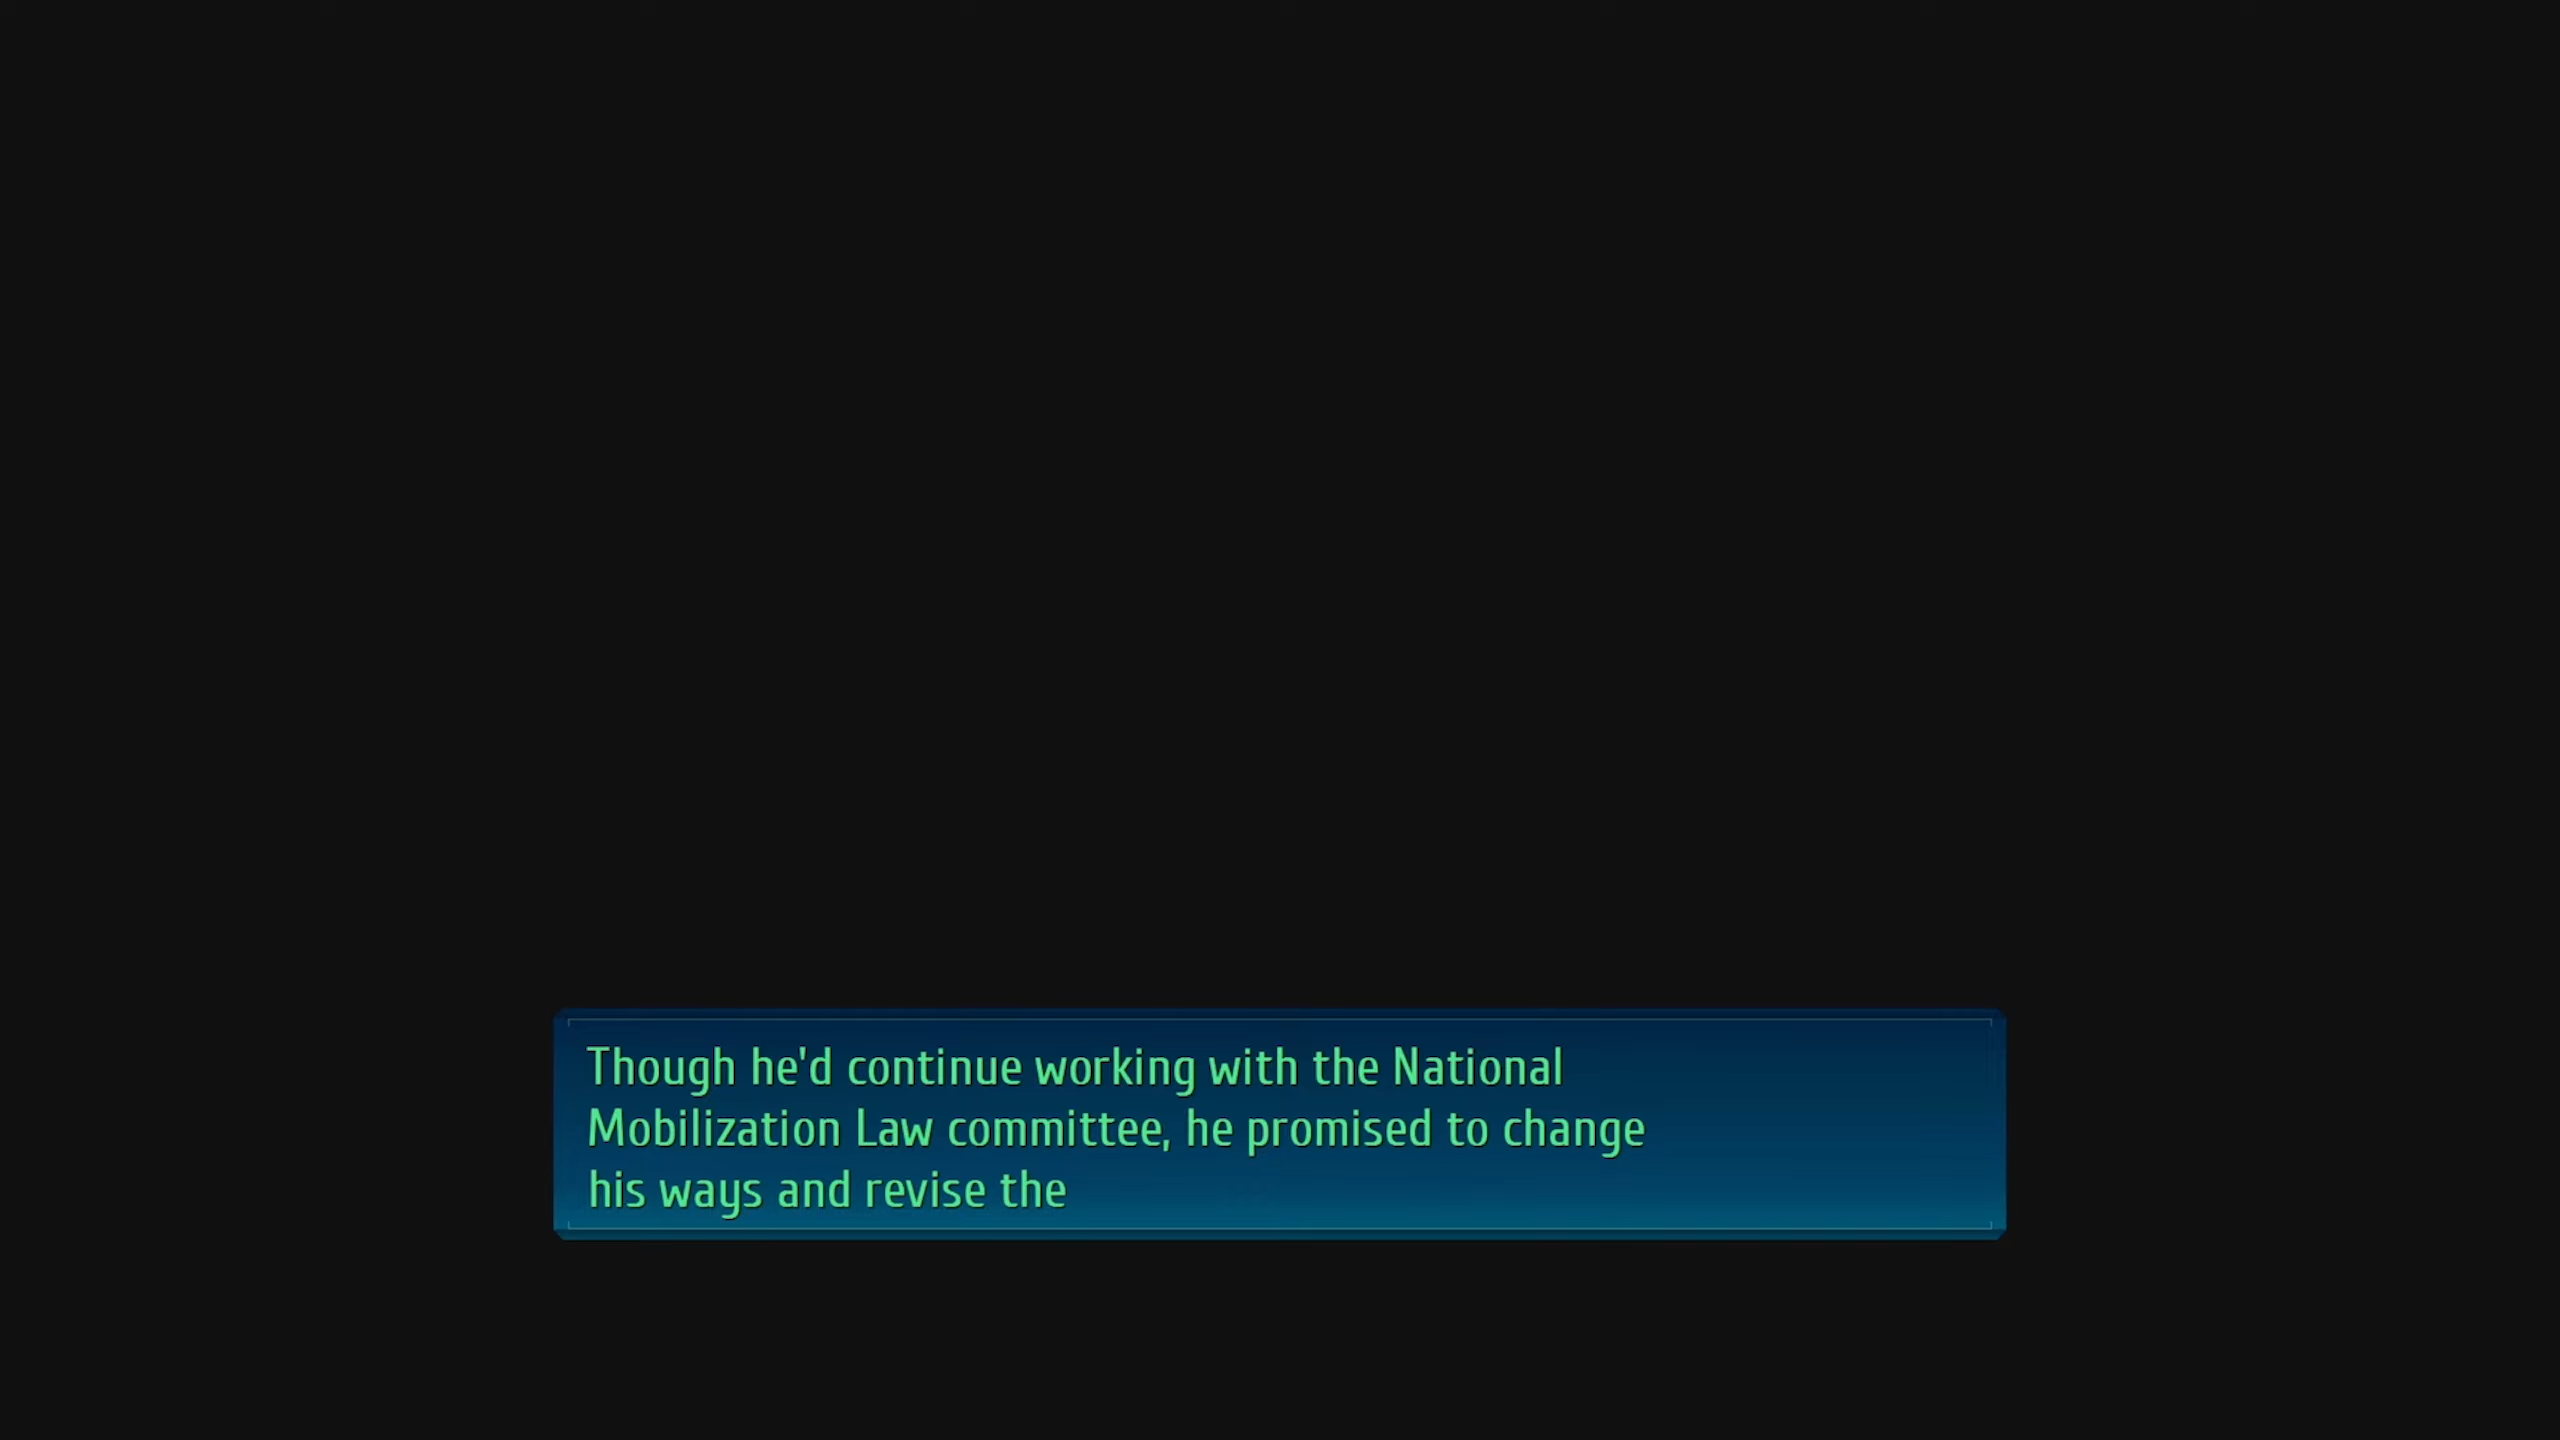 Though he'd continue working with the National
Mobilization Law committee, he promised to change
his ways and revise the